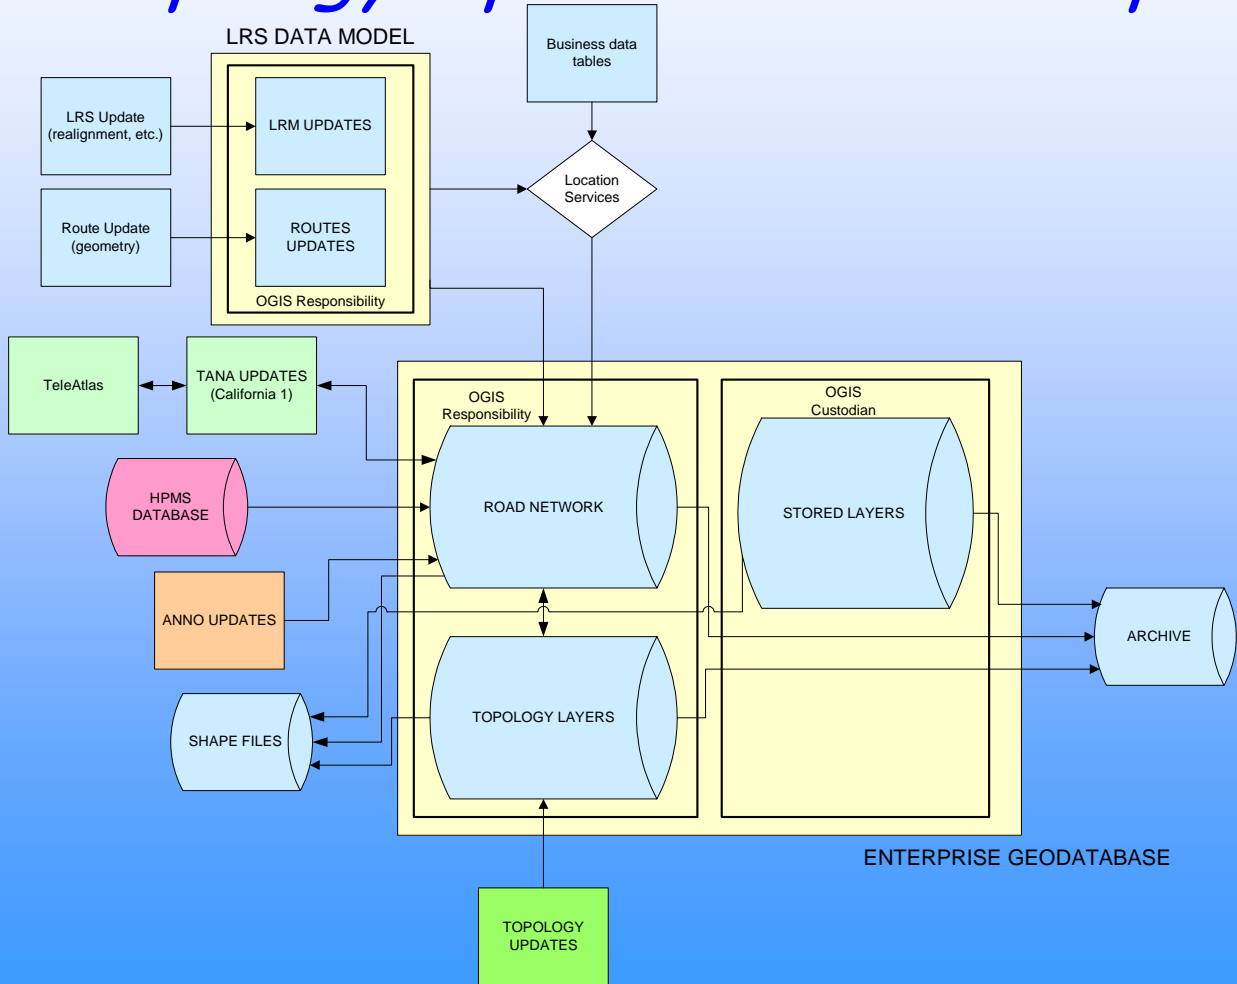 LRS DATA MODEL
Business data
tables
LRS Update
(realignment, etc.)
LRM UPDATES
Location
Services
Route Update
(geometry)
ROUTES
UPDATES
OGIS Responsibility
TeleAtlas
TANA UPDATES
(California 1)
OGIS
Responsibility
OGIS
Custodian
HPMS
DATABASE
ROAD NETWORK
STORED LAYERS
ANNO UPDATES
ARCHIVE
SHAPE FILES
TOPOLOGY LAYERS
ENTERPRISE GEODATABASE
TOPOLOGY
UPDATES